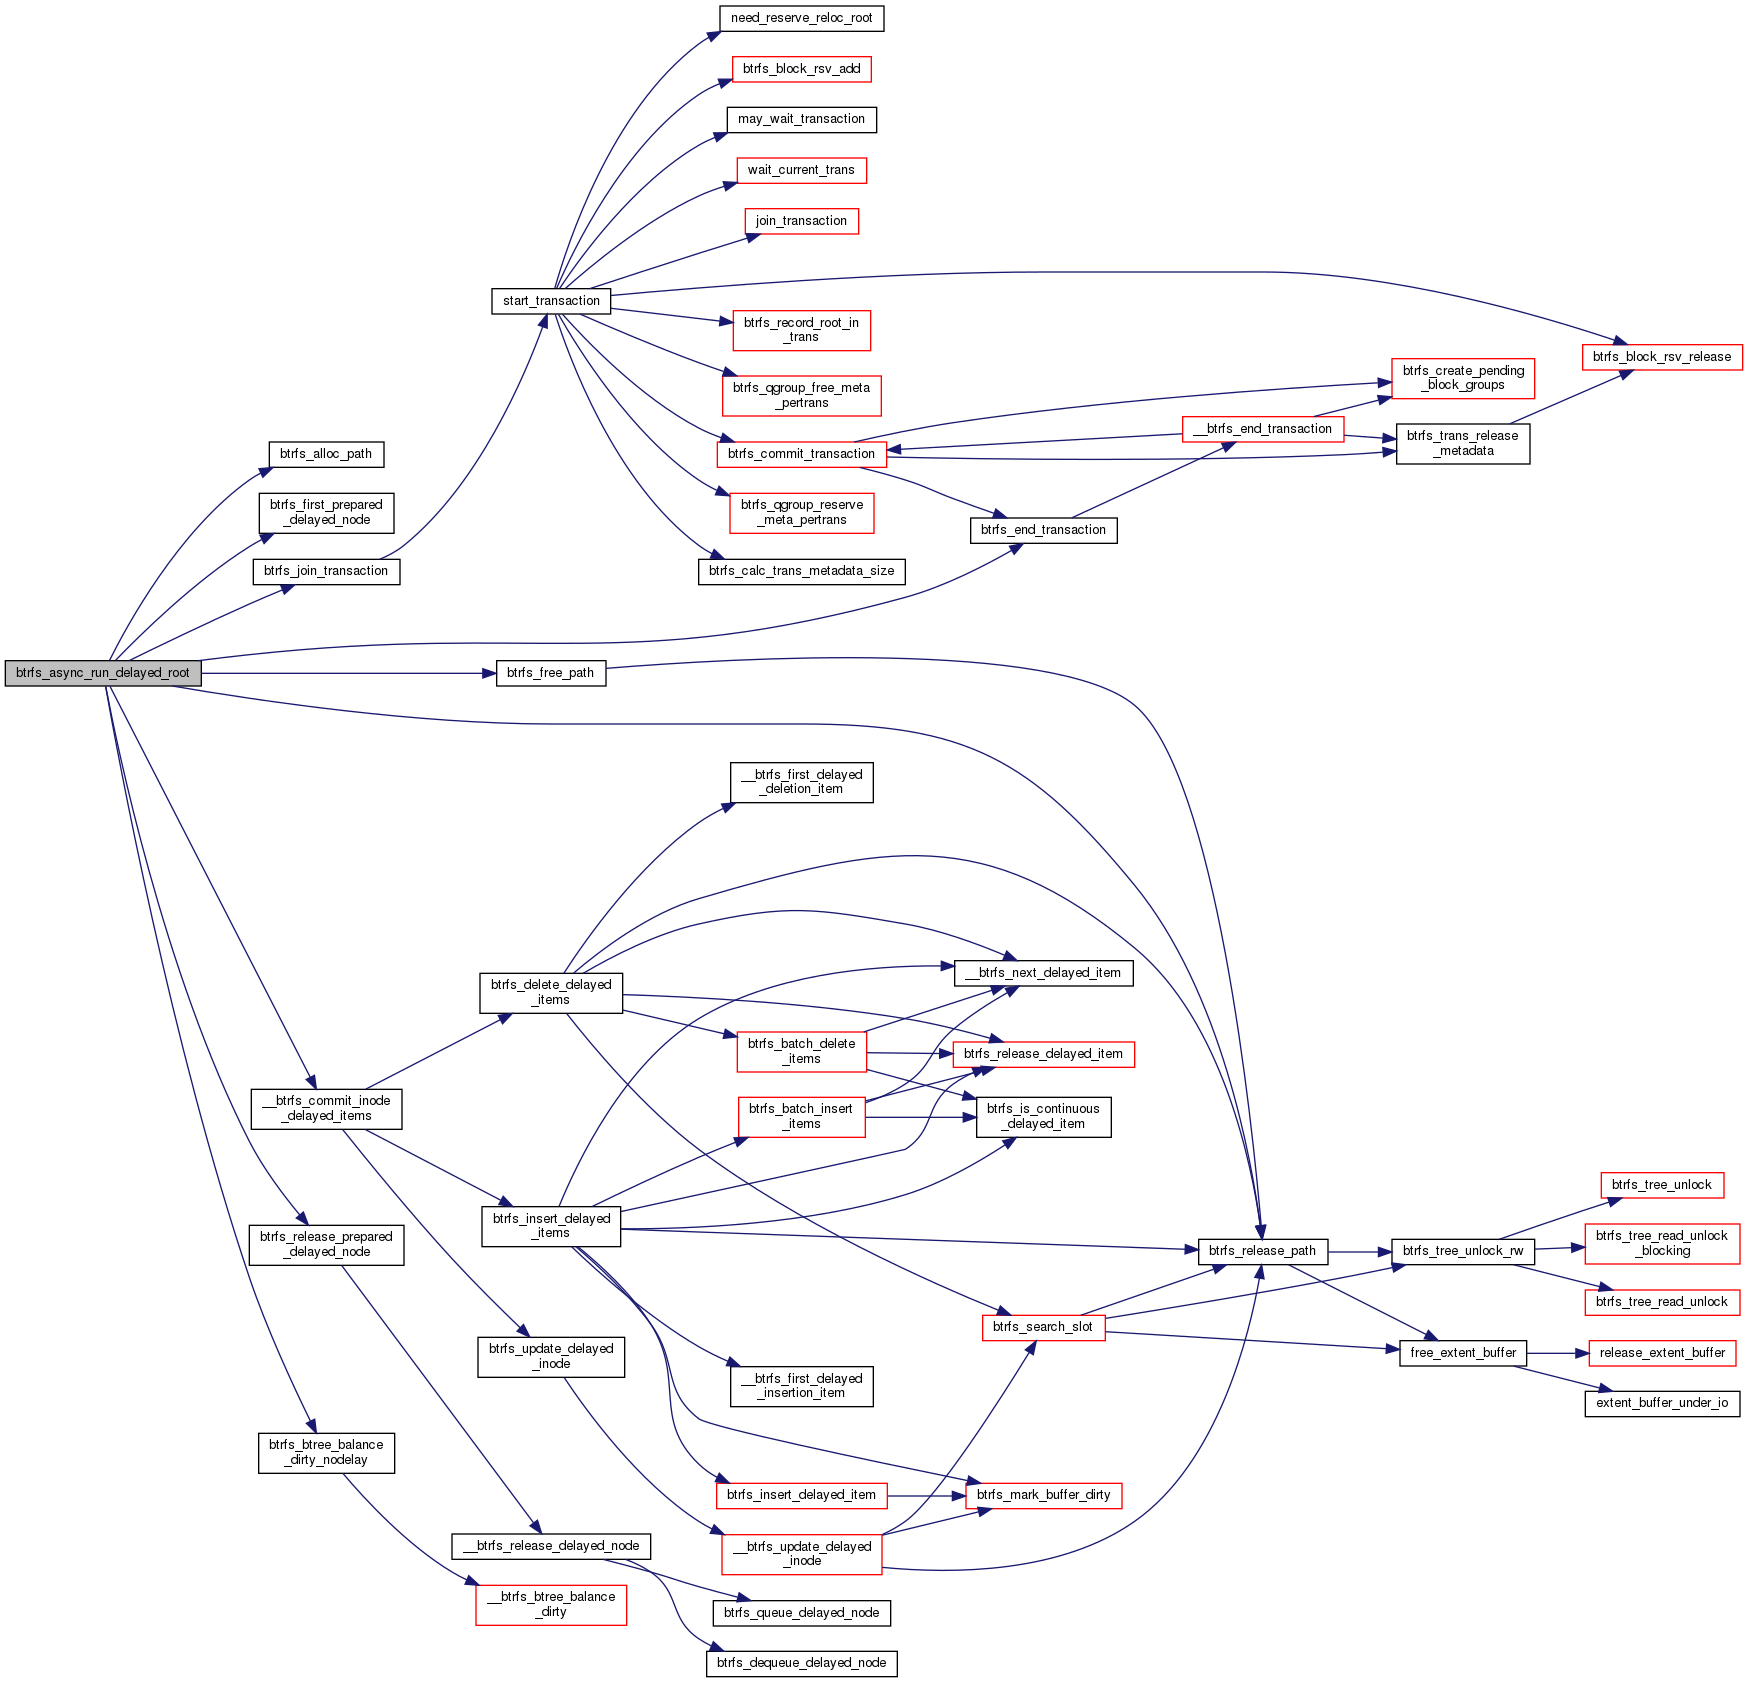 need_reserve_reloc_root
btrfs_block_rsv_add
may_wait_transaction
wait_current_trans
join_transaction
start_transaction
btrfs_record_root_in
_trans
btrfs_block_rsv_release
btrfs_qgroup_free_meta
_pertrans
btrfs_create_pending
_block_groups
__btrfs_end_transaction
btrfs_trans_release
_metadata
btrfs_commit_transaction
btrfs_alloc_path
btrfs_first_prepared
_delayed_node
btrfs_qgroup_reserve
_meta_pertrans
btrfs_end_transaction
btrfs_join_transaction
btrfs_calc_trans_metadata_size
btrfs_async_run_delayed_root
btrfs_free_path
__btrfs_first_delayed
_deletion_item
__btrfs_next_delayed_item
btrfs_delete_delayed
_items
btrfs_batch_delete
_items
btrfs_release_delayed_item
__btrfs_commit_inode
_delayed_items
btrfs_batch_insert
_items
btrfs_is_continuous
_delayed_item
btrfs_tree_unlock
btrfs_insert_delayed
_items
btrfs_release_prepared
_delayed_node
btrfs_release_path
btrfs_tree_unlock_rw
btrfs_tree_read_unlock
_blocking
btrfs_tree_read_unlock
btrfs_search_slot
btrfs_update_delayed
_inode
free_extent_buffer
release_extent_buffer
__btrfs_first_delayed
_insertion_item
extent_buffer_under_io
btrfs_btree_balance
_dirty_nodelay
btrfs_insert_delayed_item
btrfs_mark_buffer_dirty
__btrfs_release_delayed_node
__btrfs_update_delayed
_inode
__btrfs_btree_balance
_dirty
btrfs_queue_delayed_node
btrfs_dequeue_delayed_node